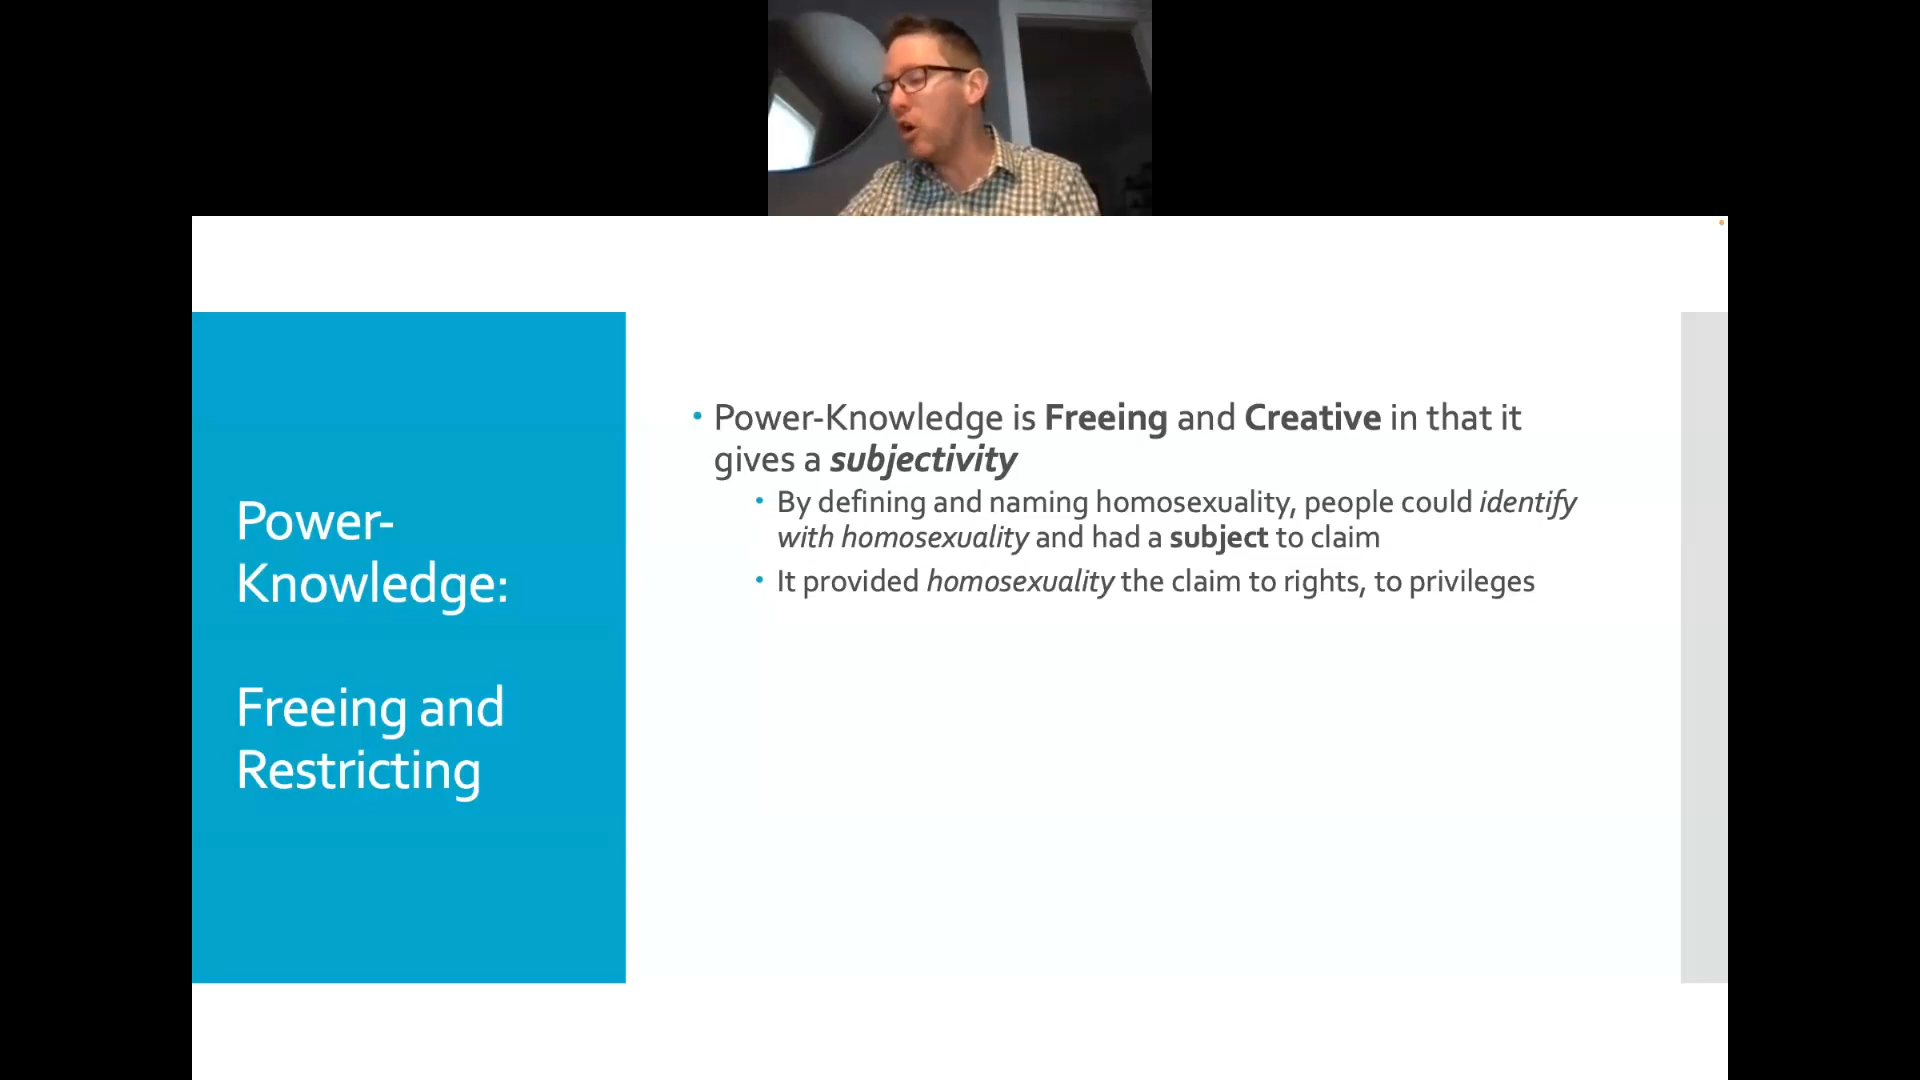 Power-
Knowledge:
Freeing and
Restricting
• Power-Knowledge is Freeing and Creative in that it
gives a subjectivity
• By defining and naming homosexuality, people could identify
with homosexuality and had a subject to claim
• It provided homosexuality the claim to rights, to privileges